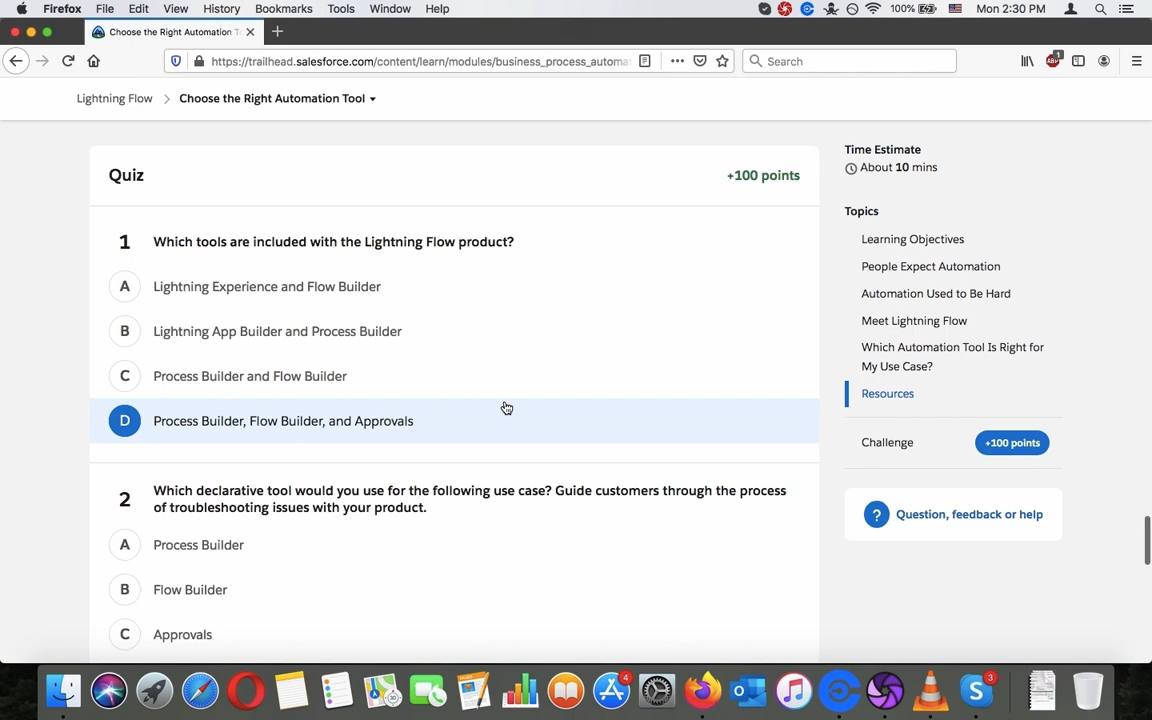 Firefox File Edit View History Bookmarks Tools Window Help 100% Mon 2:30 PM
Choose the Right Automation T
https://trailhead.salesforce.com/content/learn/modules/business_process_automa
Search
ABP 1
Lightning Flow > Choose the Right Automation Tool
Quiz +100 points
1 Which tools are included with the Lightning Flow product?
A Lightning Experience and Flow Builder
B Lightning App Builder and Process Builder
C Process Builder and Flow Builder
D Process Builder, Flow Builder, and Approvals
2 Which declarative tool would you use for the following use case? Guide customers through the process
of troubleshooting issues with your product.
A Process Builder
B Flow Builder
C Approvals
Time Estimate
About 10 mins
Topics
Learning Objectives
People Expect Automation
Automation Used to Be Hard
Meet Lightning Flow
Which Automation Tool Is Right for
My Use Case?
Resources
Challenge +100 points
? Question, feedback or help
4
3